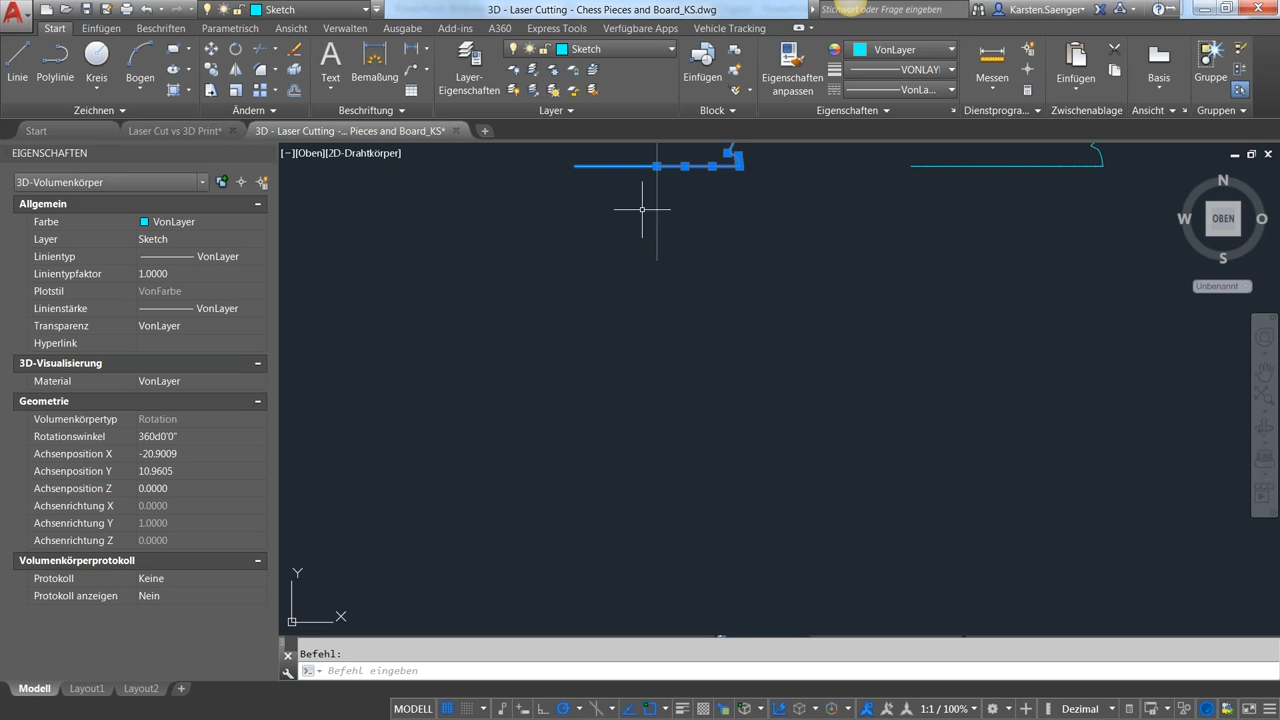 Sketch
3D - Laser Cutting - Chess Pieces and Board_KS.dwg
Stichwort oder Frage eingeben
Karsten.Saenger
Start Einfügen Beschriften Parametrisch Ansicht Verwalten Ausgabe Add-ins A360 Express Tools Verfügbare Apps Vehicle Tracking
Linie Polylinie Kreis Bogen
Text Bemaßung
Layer-
Eigenschaften
Sketch
Einfügen
Eigenschaften
anpassen
VonLayer
VONLAY
VonLa...
Messen
Einfügen
Basis
Gruppe
Zeichnen
Ändern
Beschriftung
Layer
Block
Eigenschaften
Dienstprogra...
Zwischenablage
Ansicht
Gruppen
Start
Laser Cut vs 3D Print*
3D - Laser Cutting -... Pieces and Board_KS*
EIGENSCHAFTEN
[−][Oben][2D-Drahtkörper]
3D-Volumenkörper
Allgemein
Farbe VonLayer
Layer Sketch
Linientyp VonLayer
Linientypfaktor 1.0000
Plotstil VonFarbe
Linienstärke VonLayer
Transparenz VonLayer
Hyperlink
3D-Visualisierung
Material VonLayer
Geometrie
Volumenkörpertyp Rotation
Rotationswinkel 360d0'0"
Achsenposition X -20.9009
Achsenposition Y 10.9605
Achsenposition Z 0.0000
Achsenrichtung X 0.0000
Achsenrichtung Y 1.0000
Achsenrichtung Z 0.0000
Volumenkörperprotokoll
Protokoll Keine
Protokoll anzeigen Nein
N
W OBEN O
S
Unbenannt
Y
X
Befehl:
Befehl eingeben
Modell Layout1 Layout2 +
MODELL
1:1 / 100%
Dezimal